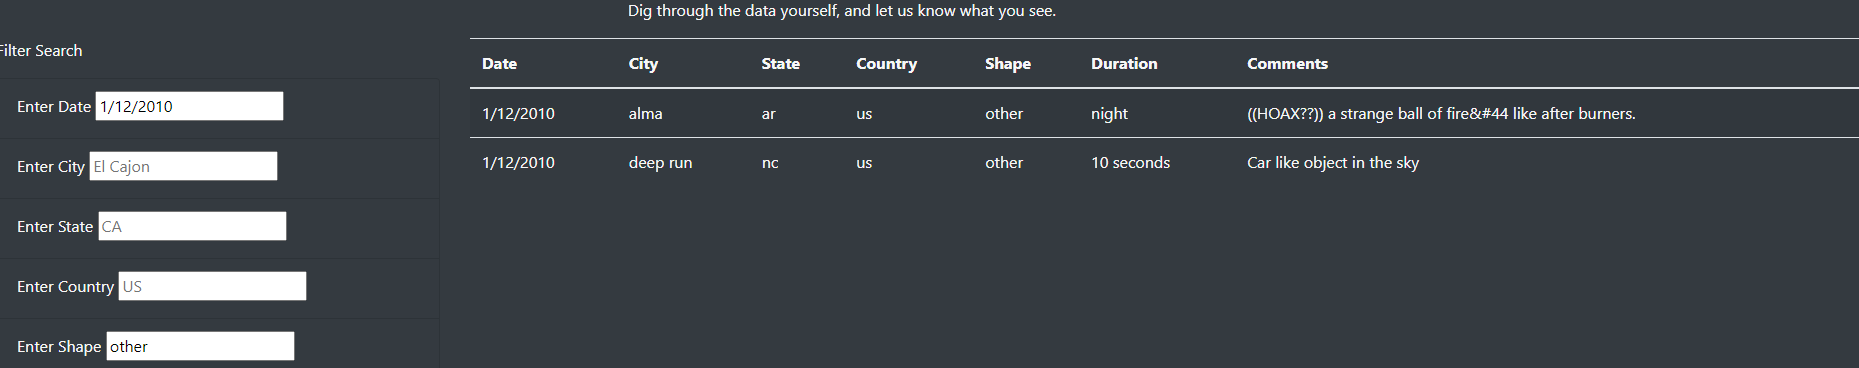 Dig through the data yourself, and let us know what you see.
Filter Search
Enter Date 1/12/2010
Enter City El Cajon
Enter State CA
Enter Country US
Enter Shape other
Date City State Country Shape Duration Comments
1/12/2010 alma ar us other night ((HOAX??)) a strange ball of fire&#44 like after burners.
1/12/2010 deep run nc us other 10 seconds Car like object in the sky